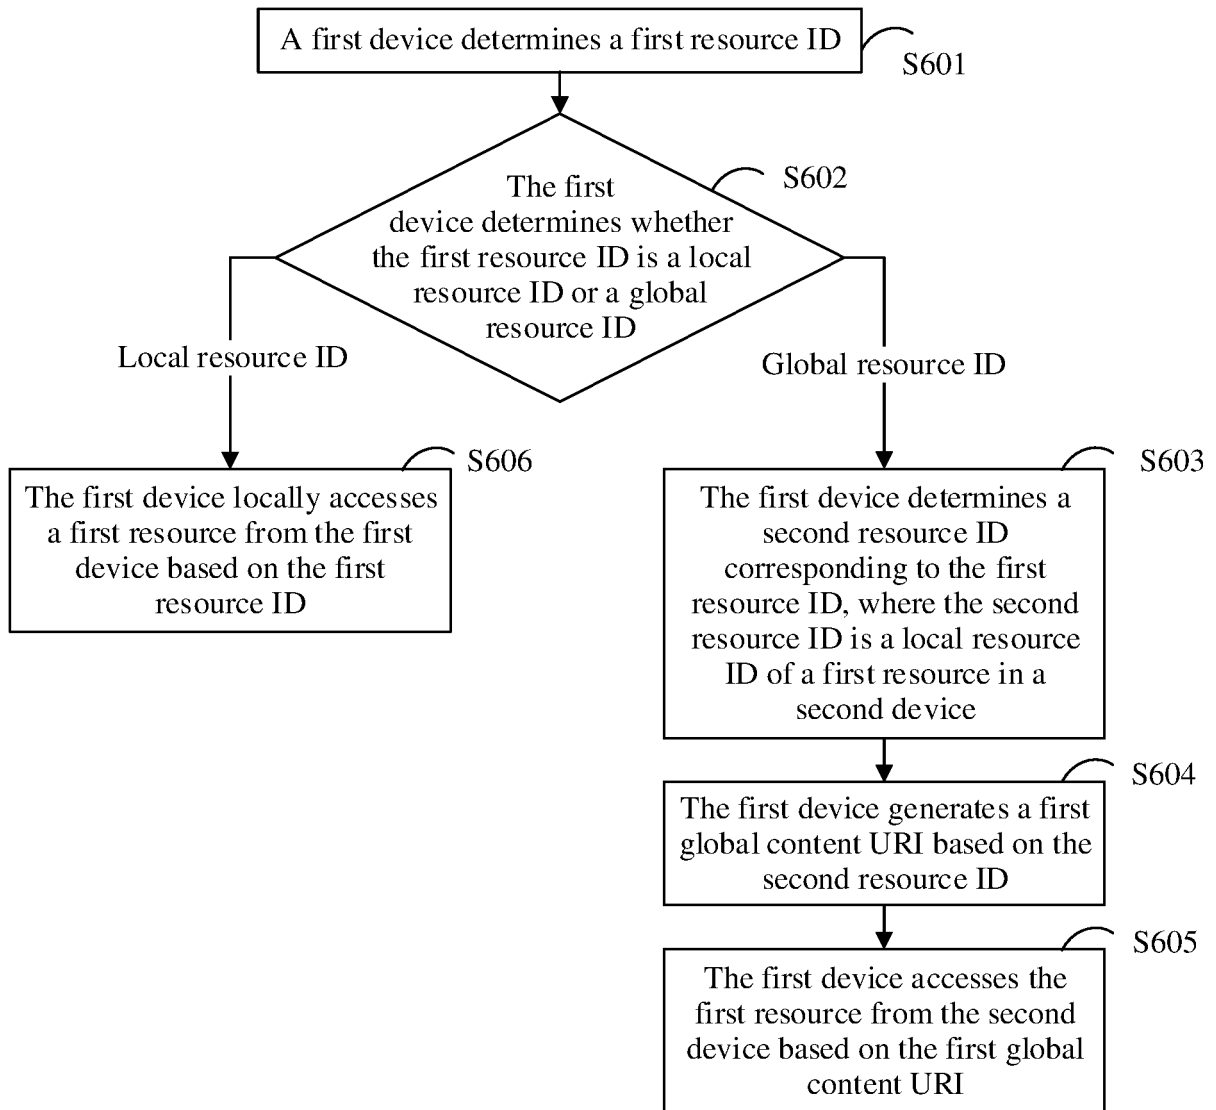 A first device determines a first resource ID
S601
The first
device determines whether
the first resource ID is a local
resource ID or a global
resource ID
S602
Local resource ID
Global resource ID
S606
The first device locally accesses
a first resource from the first
device based on the first
resource ID
S603
The first device determines a
second resource ID
corresponding to the first
resource ID, where the second
resource ID is a local resource
ID of a first resource in a
second device
S604
The first device generates a first
global content URI based on the
second resource ID
S605
The first device accesses the
first resource from the second
device based on the first global
content URI